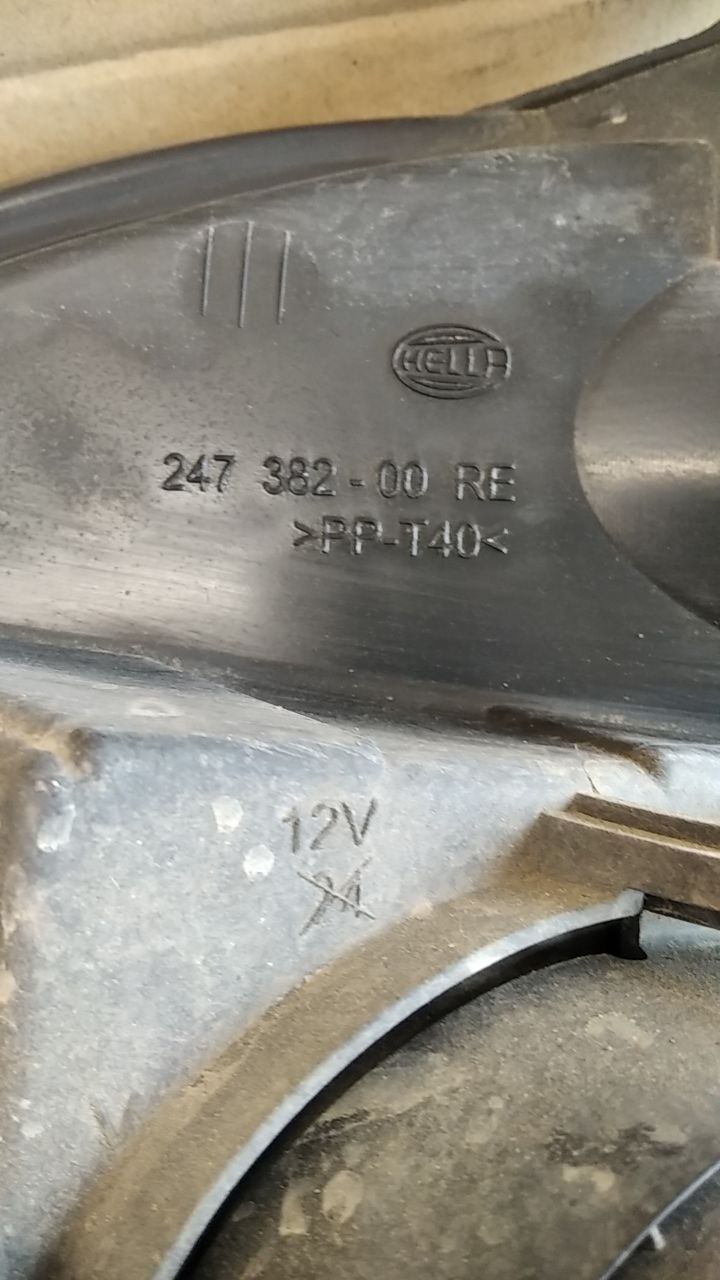 HELLA
247 382-00 RE
>PP-T40<
12V